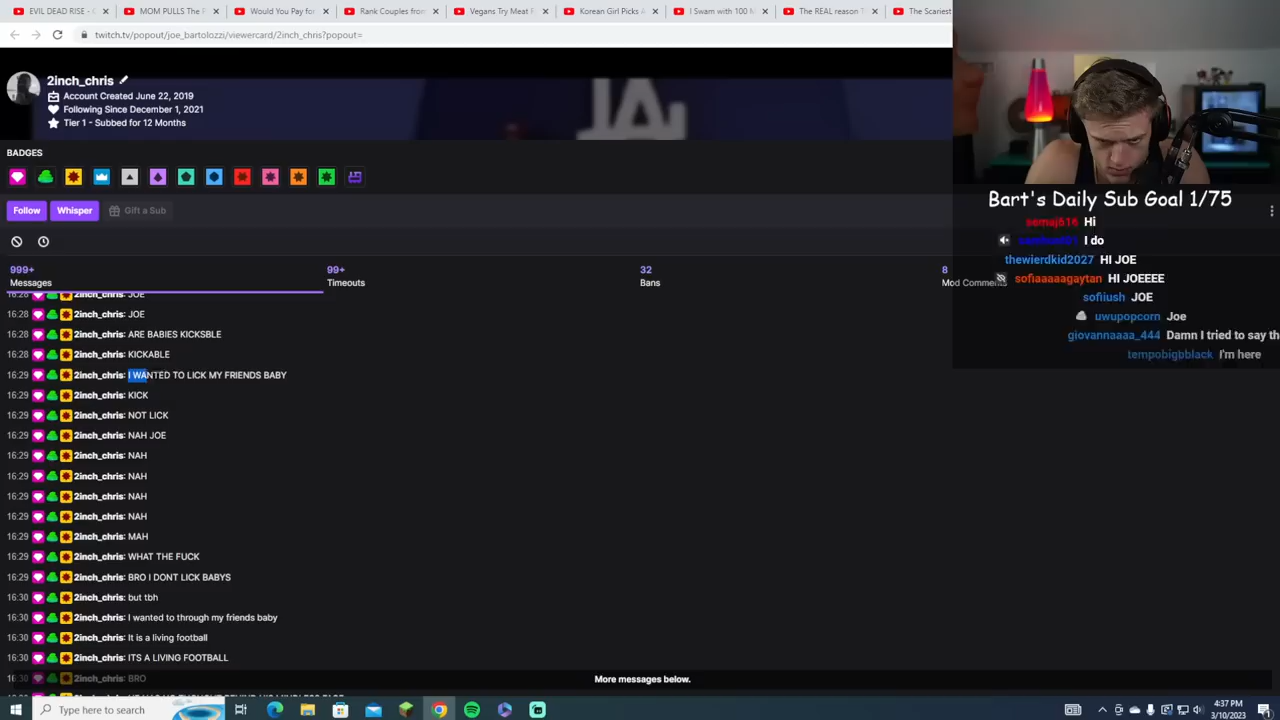 EVIL DEAD RISE -
MOM PULLS The
Would You Pay for
Rank Couples from
Vegans Try Meat
Korean Girl Picks
I Swam with 100
The REAL reason
The Scariest
twitch.tv/popout/joe_bartolozzi/viewercard/2inch_chris?popout=
2inch_chris
Account Created June 22, 2019
Following Since December 1, 2021
Tier 1 - Subbed for 12 Months
BADGES
Follow Whisper Gift a Sub
999+ Messages
99+ Timeouts
32 Bans
8 Mod Comments
16:28 2inch_chris: JOE
16:28 2inch_chris: JOE
16:28 2inch_chris: ARE BABIES KICKSBLE
16:28 2inch_chris: KICKABLE
16:29 2inch_chris: I WANTED TO LICK MY FRIENDS BABY
16:29 2inch_chris: KICK
16:29 2inch_chris: NOT LICK
16:29 2inch_chris: NAH JOE
16:29 2inch_chris: NAH
16:29 2inch_chris: NAH
16:29 2inch_chris: NAH
16:29 2inch_chris: NAH
16:29 2inch_chris: MAH
16:29 2inch_chris: WHAT THE FUCK
16:29 2inch_chris: BRO I DONT LICK BABYS
16:30 2inch_chris: but tbh
16:30 2inch_chris: I wanted to through my friends baby
16:30 2inch_chris: It is a living football
16:30 2inch_chris: ITS A LIVING FOOTBALL
16:30 2inch_chris: BRO
More messages below.
Bart's Daily Sub Goal 1/75
semaj516 Hi
I do
thewierdkid2027 HI JOE
sofiaaaaagaytan HI JOEEEE
sofiiush JOE
uwupopcorn Joe
giovannaaaa_444 Damn I tried to say th
tempobigbblack I'm here
Type here to search
4:37 PM
3/10/2023